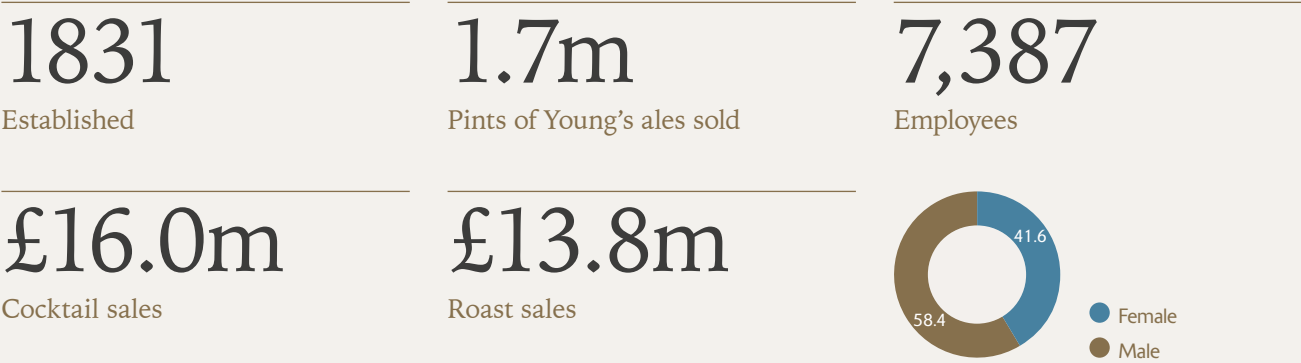 1831
Established
1.7m
Pints of Young’s ales sold
7,387
Employees
£16.0m
Cocktail sales
£13.8m
Roast sales
41.6
58.4
Female
Male